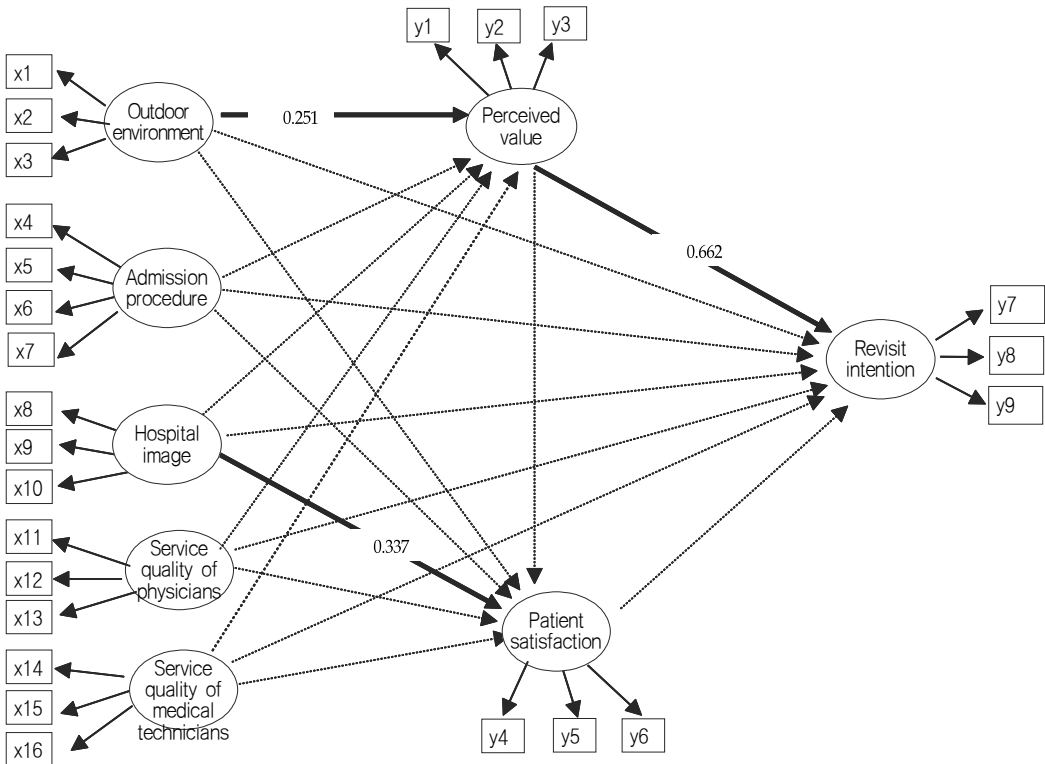 y1
y2
y3
x1
x2
x3
Outdoor
environment
0.251
Perceived
value
x4
x5
x6
x7
Admission
procedure
0.662
Revisit
intention
y7
y8
y9
x8
x9
x10
Hospital
image
0.337
x11
x12
x13
Service
quality of
physicians
Patient
satisfaction
x14
x15
x16
Service
quality of
medical
technicians
y4
y5
y6